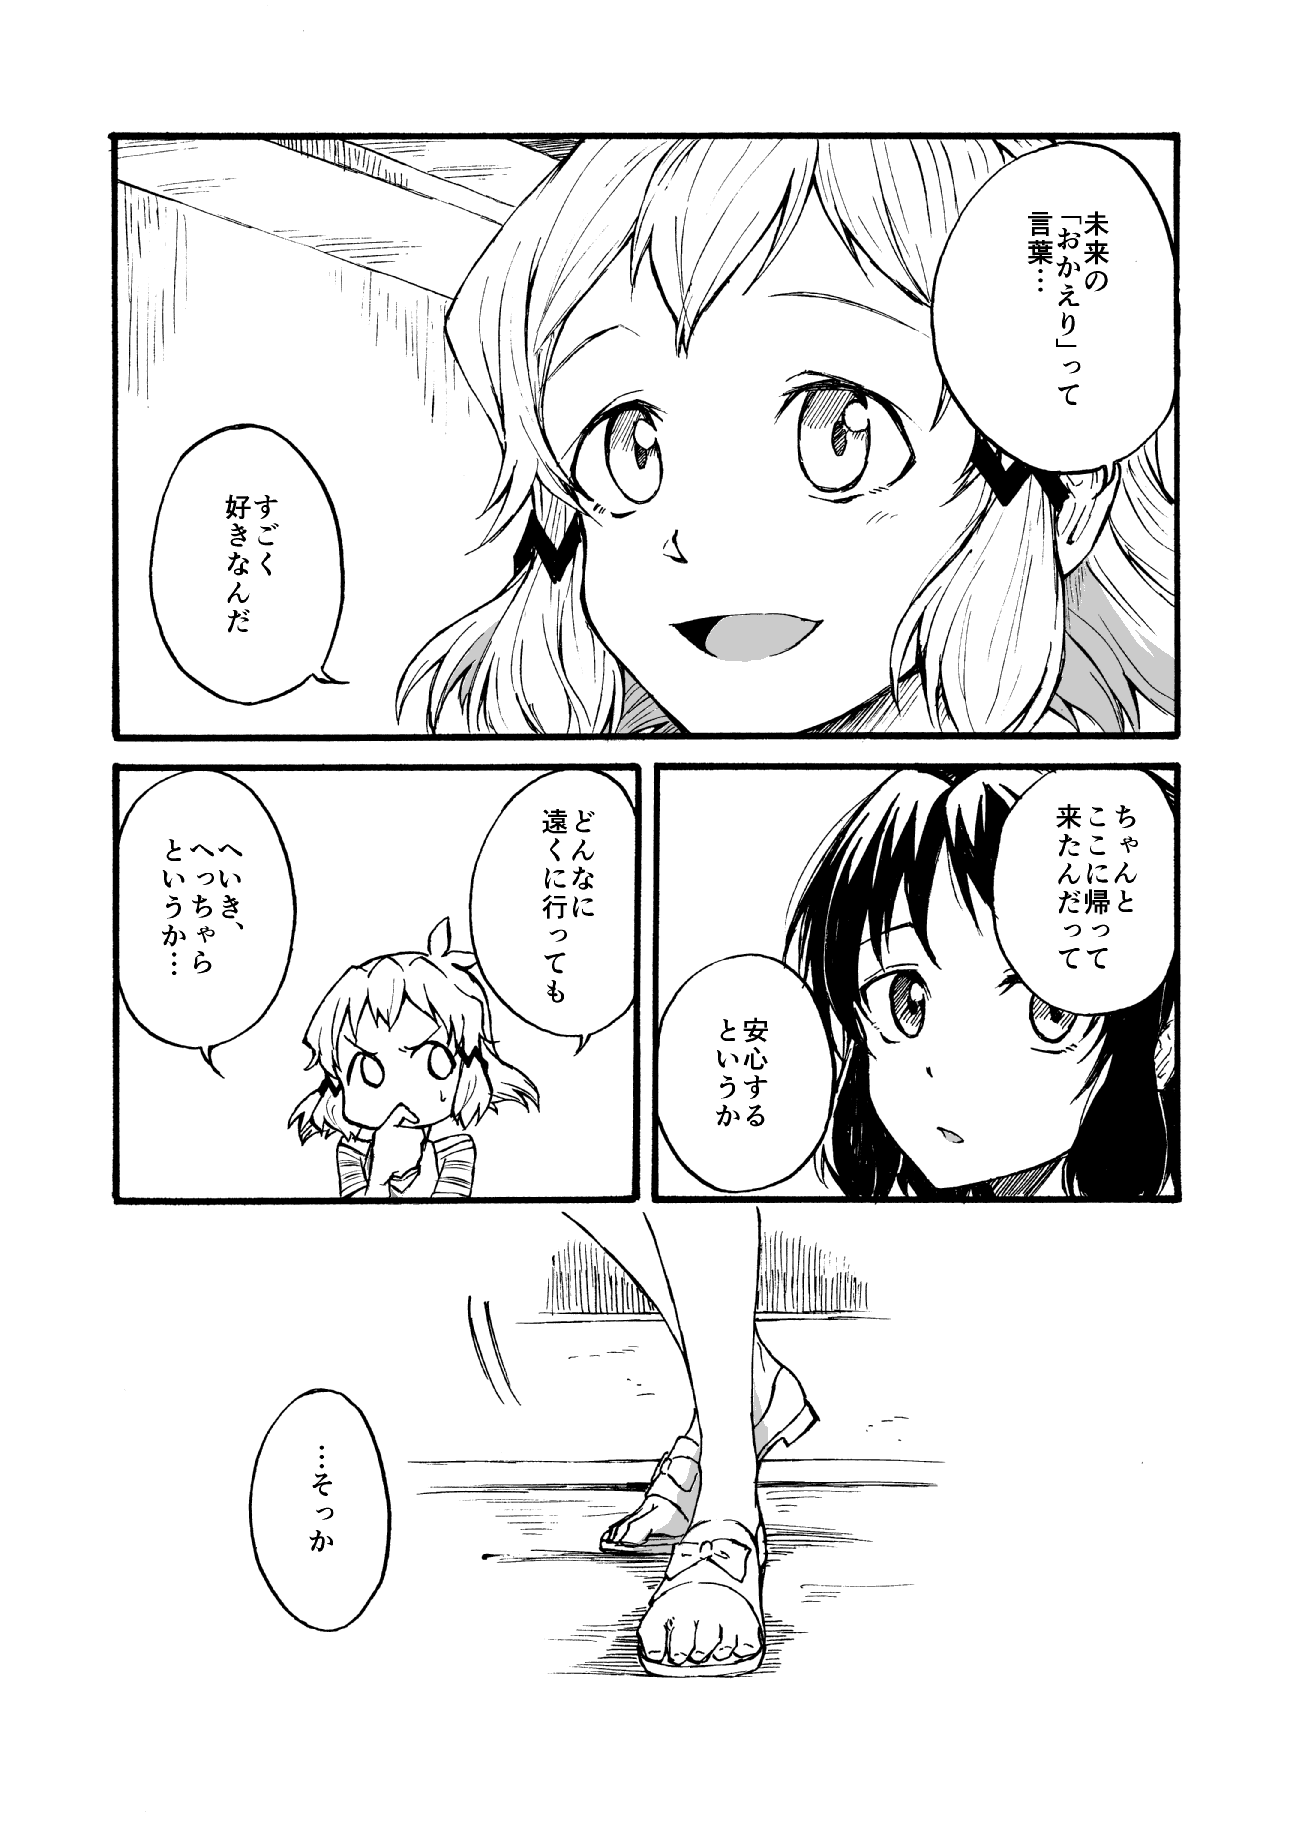 未来の
「おかえり」って
言葉…
すごく
好きなんだ
ちゃんと
ここに帰って
来たんだって
安心する
というか
どんなに
遠くに行っても
へいき、
へっちゃら
というか…
…そっか